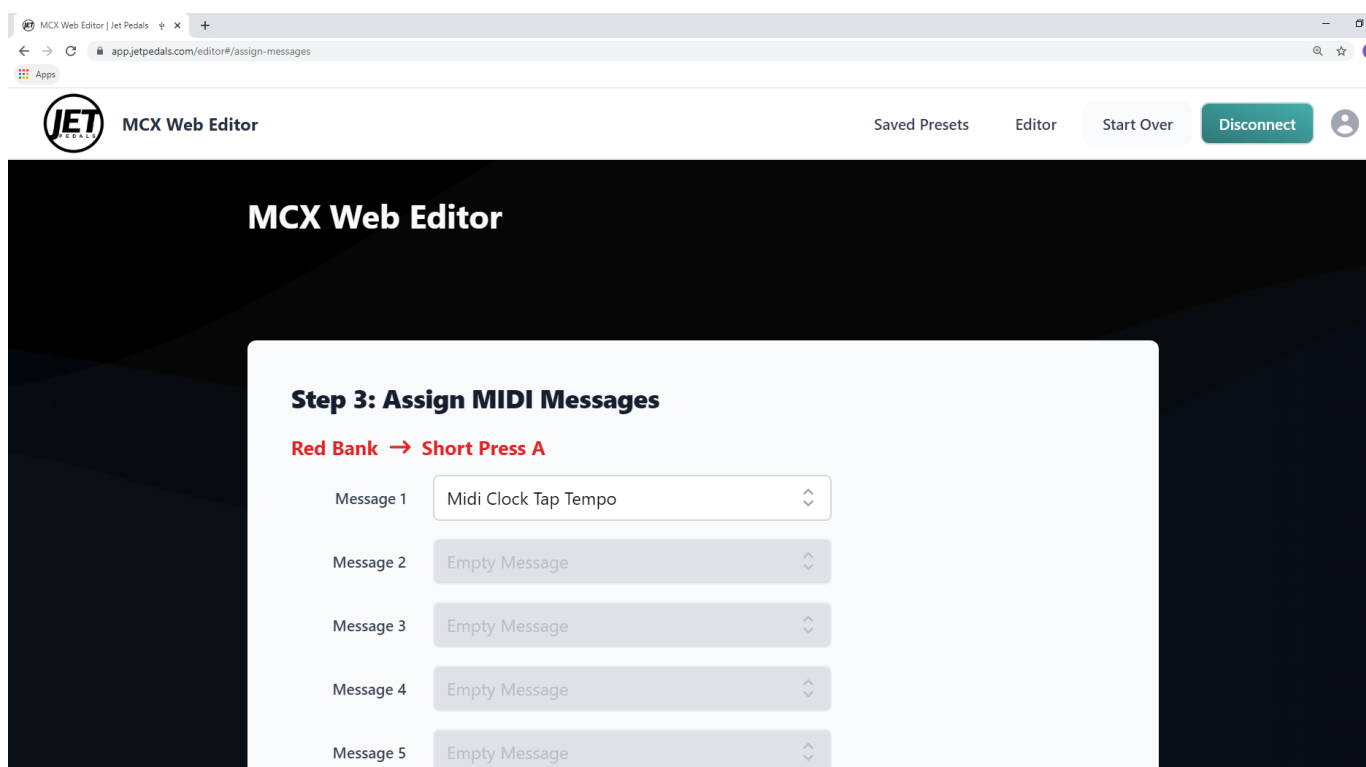 MCX Web Editor | Jet Pedals
app.jetpedals.com/editor#/assign-messages
Apps
JET
PEDALS
MCX Web Editor
Saved Presets
Editor
Start Over
Disconnect
MCX Web Editor
Step 3: Assign MIDI Messages
Red Bank → Short Press A
Message 1 Midi Clock Tap Tempo
Message 2 Empty Message
Message 3 Empty Message
Message 4 Empty Message
Message 5 Empty Message